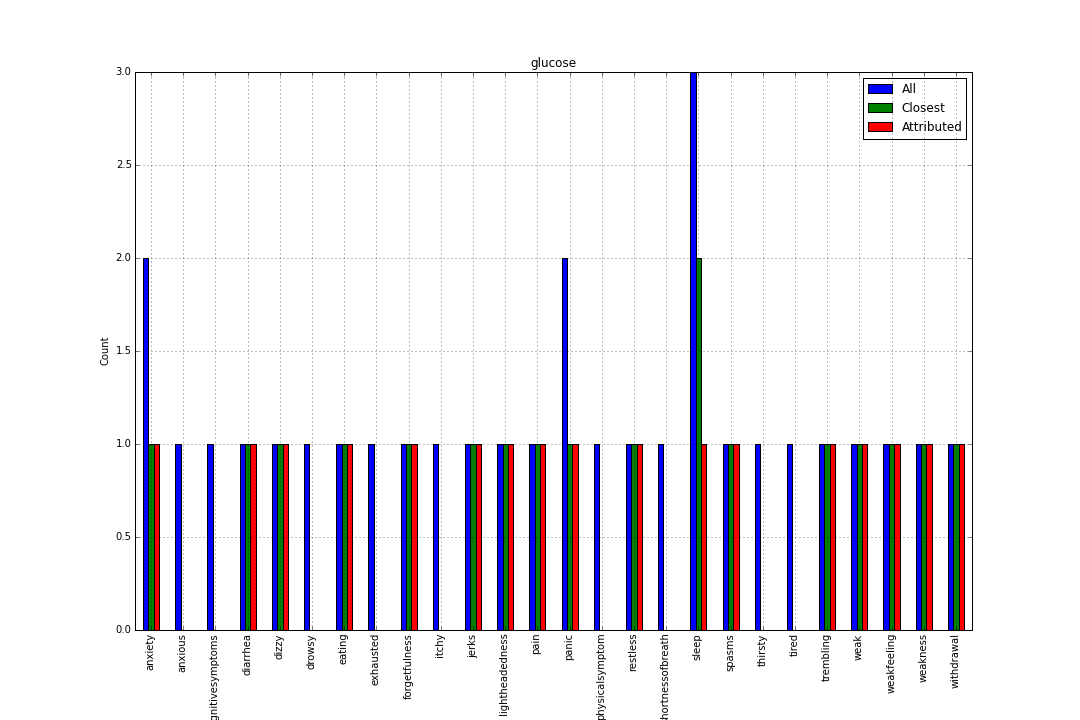 glucose
3.0
2.5
2.0
1.5
1.0
0.5
0.0
Count
All
Closest
Attributed
anxiety
anxious
gnitivesymptoms
diarrhea
dizzy
drowsy
eating
exhausted
forgetfulness
itchy
jerks
lightheadedness
pain
panic
physicalsymptom
restless
hortnessofbreath
sleep
spasms
thirsty
tired
trembling
weak
weakfeeling
weakness
withdrawal